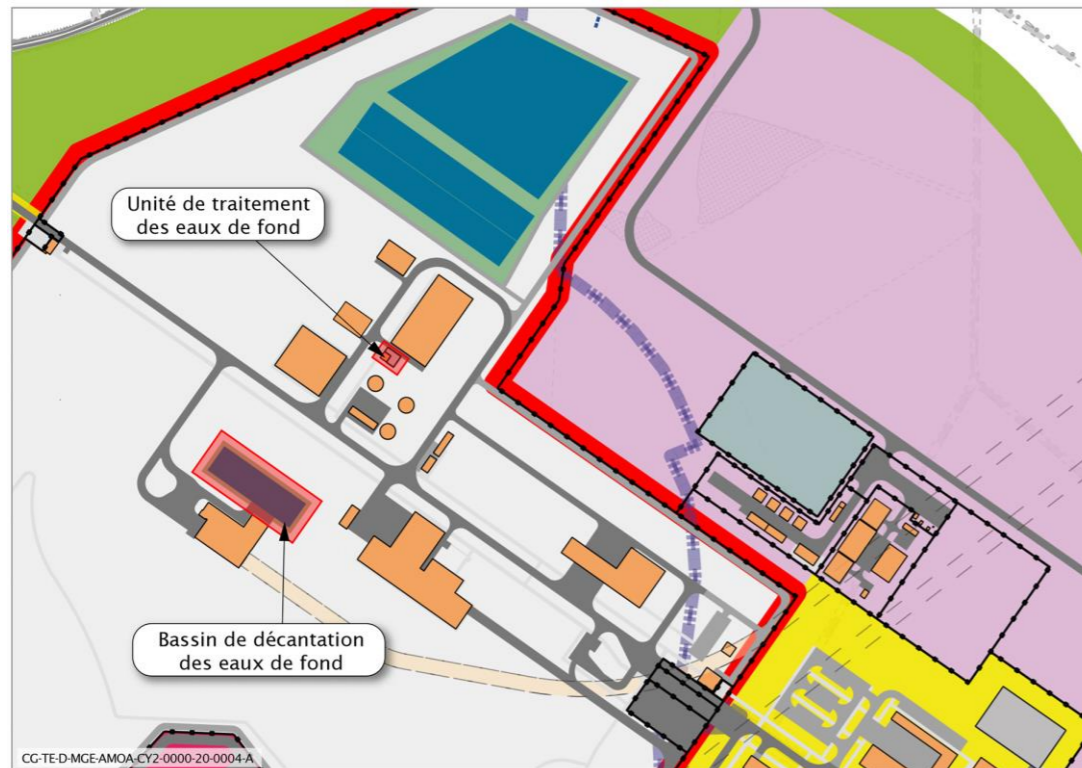 Unité de traitement
des eaux de fond
Bassin de décantation
des eaux de fond
CG-TE-D-MGE-AMOA-CY2-0000-20-0004-A